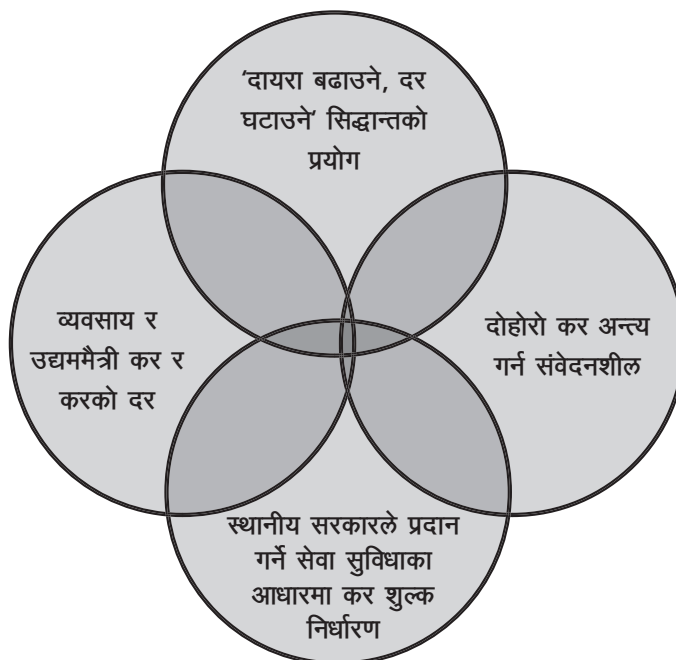 ‘दायरा बढाउने, दर
घटाउने’ सिद्धान्तको
प्रयोग
व्यवसाय र
उद्यममैत्री कर र
करको दर
दोहोरो कर अन्त्य
गर्न संवेदनशील
स्थानीय सरकारले प्रदान
गर्ने सेवा सुविधाका
आधारमा कर शुल्क
निर्धारण